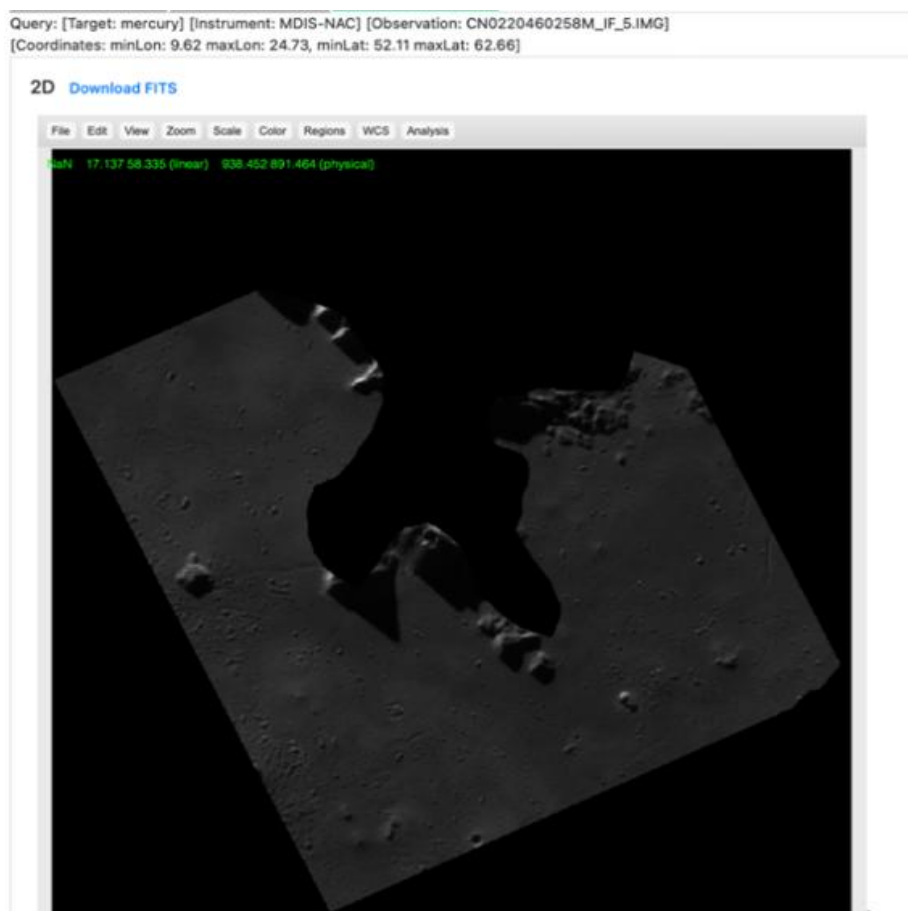 Query: [Target: mercury] [Instrument: MDIS-NAC] [Observation: CN0220460258M_IF_5.IMG]
[Coordinates: minLon: 9.62 maxLon: 24.73, minLat: 52.11 maxLat: 62.66]
2D Download FITS
File Edit View Zoom Scale Color Regions WCS Analysis
NaN 17.137 58.335 (linear) 938.452 891.464 (physical)